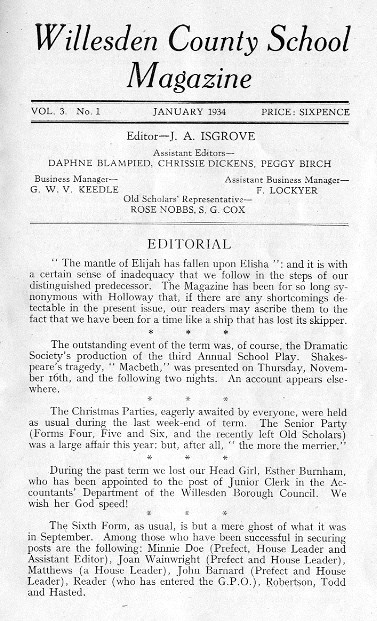 Willesden County School
Magazine
VOL. 3. No. 1 JANUARY 1934 PRICE: SIXPENCE
Editor—J. A. ISGROVE
Assistant Editors—
DAPHNE BLAMPIED, CHRISSIE DICKENS, PEGGY BIRCH
Business Manager— Assistant Business Manager—
G. W. V. KEEDLE F. LOCKYER
Old Scholars' Representative—
ROSE NOBBS, S. G. COX
EDITORIAL
" The mantle of Elijah has fallen upon Elisha ": and it is with
a certain sense of inadequacy that we follow in the steps of our
distinguished predecessor. The Magazine has been for so long sy-
nonymous with Holloway that, if there are any shortcomings de-
tectable in the present issue, our readers may ascribe them to the
fact that we have been for a time like a ship that has lost its skipper.
* * *
The outstanding event of the term was, of course, the Dramatic
Society's production of the third Annual School Play. Shakes-
peare's tragedy, " Macbeth," was presented on Thursday, Novem-
ber 16th, and the following two nights. An account appears else-
where.
* * *
The Christmas Parties, eagerly awaited by everyone, were held
as usual during the last week-end of term. The Senior Party
(Forms Four, Five and Six, and the recently left Old Scholars)
was a large affair this year: but, after all, " the more the merrier."
* * *
During the past term we lost our Head Girl, Esther Burnham,
who has been appointed to the post of Junior Clerk in the Ac-
countants' Department of the Willesden Borough Council. We
wish her God speed!
* * *
The Sixth Form, as usual, is but a mere ghost of what it was
in September. Among those who have been successful in securing
posts are the following: Minnie Doe (Prefect, House Leader and
Assistant Editor), Joan Wainwright (Prefect and House Leader),
Matthews (a House Leader), John Barnard (Prefect and House
Leader), Reader (who has entered the G.P.O.), Robertson, Todd
and Hasted.